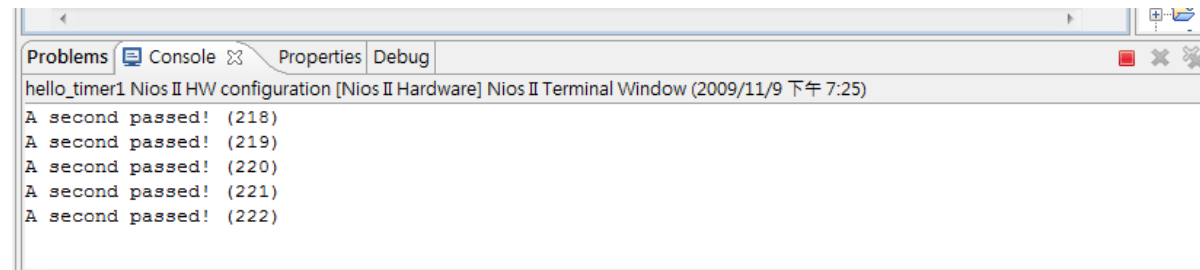 Problems Console Properties Debug
hello_timer1 Nios II HW configuration [Nios II Hardware] Nios II Terminal Window (2009/11/9 下午 7:25)
A second passed! (218)
A second passed! (219)
A second passed! (220)
A second passed! (221)
A second passed! (222)